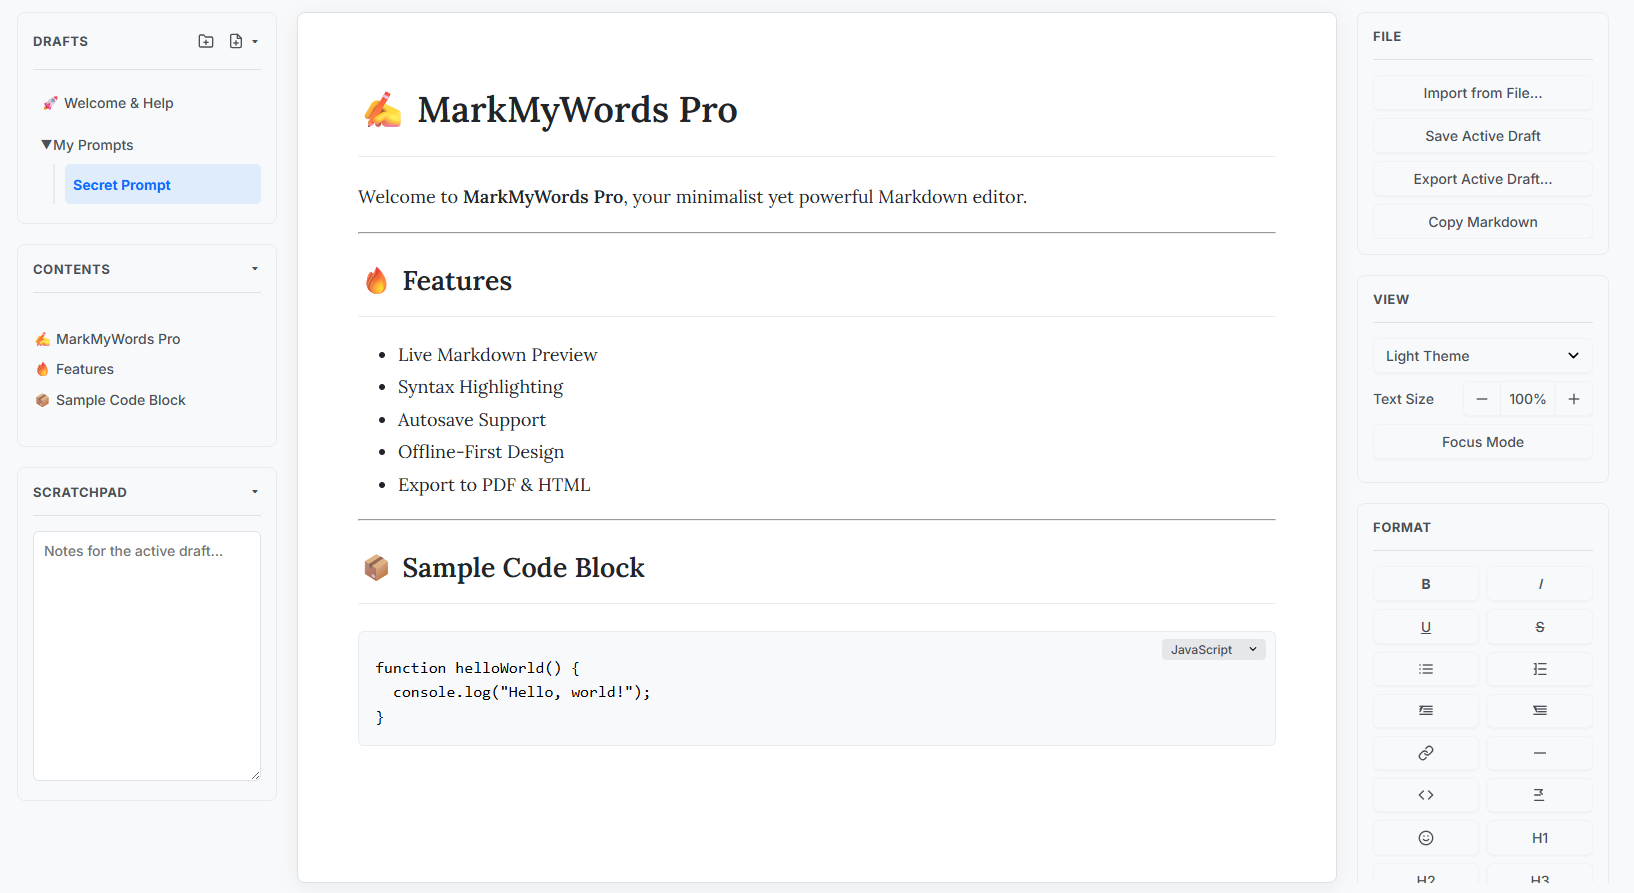 DRAFTS
🚀 Welcome & Help
▼My Prompts
Secret Prompt
CONTENTS
✍️ MarkMyWords Pro
🔥 Features
📦 Sample Code Block
SCRATCHPAD
Notes for the active draft...
✍️ MarkMyWords Pro
Welcome to MarkMyWords Pro, your minimalist yet powerful Markdown editor.
🔥 Features
• Live Markdown Preview
• Syntax Highlighting
• Autosave Support
• Offline-First Design
• Export to PDF & HTML
📦 Sample Code Block
JavaScript
function helloWorld() {
  console.log("Hello, world!");
}
FILE
Import from File...
Save Active Draft
Export Active Draft...
Copy Markdown
VIEW
Light Theme
Text Size − 100% +
Focus Mode
FORMAT
B I
U S
H1
H2 H3